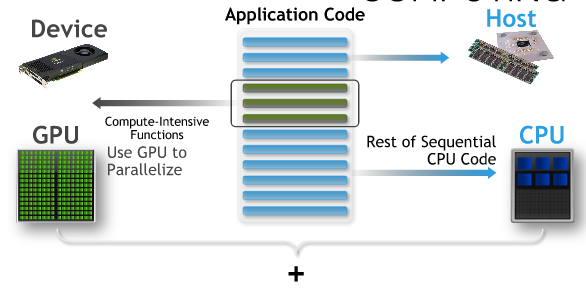 Application Code
Device
Host
Compute-Intensive
Functions
GPU
Use GPU to
Parallelize
Rest of Sequential
CPU Code
CPU
+